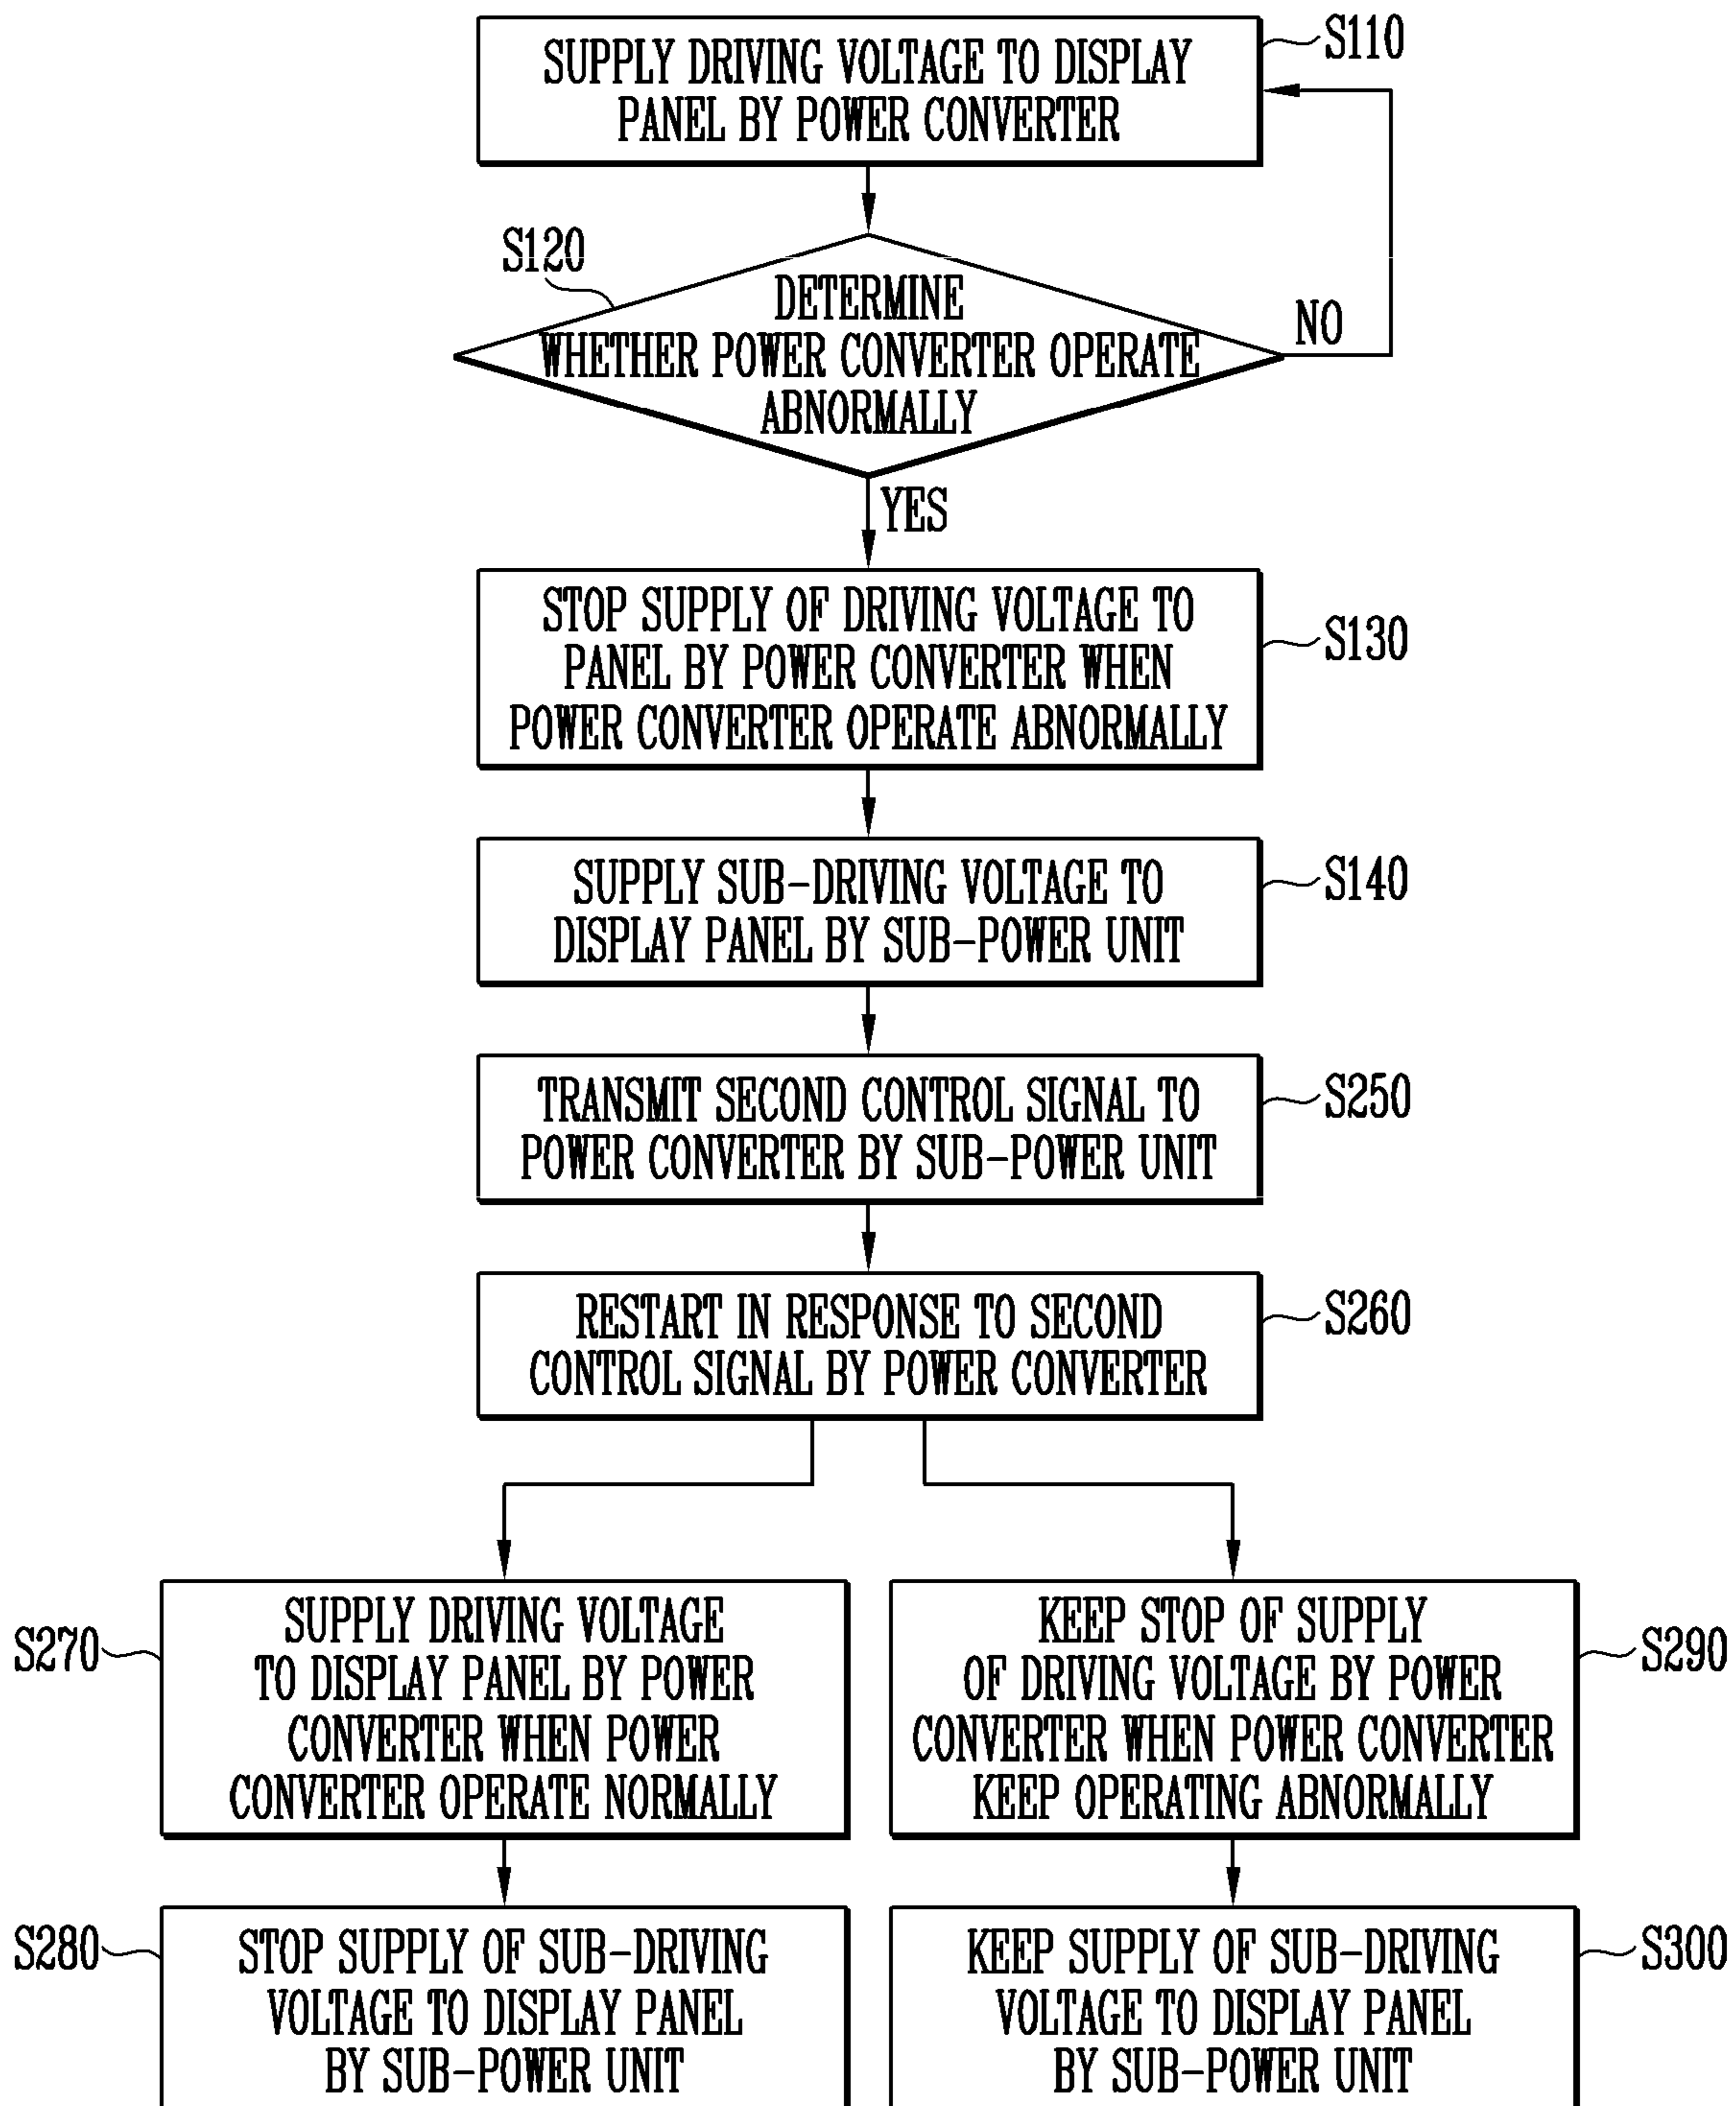 S110
SUPPLY DRIVING VOLTAGE TO DISPLAY
PANEL BY POWER CONVERTER
S120
DETERMINE
WHETHER POWER CONVERTER OPERATE
ABNORMALLY
NO
YES
STOP SUPPLY OF DRIVING VOLTAGE TO
PANEL BY POWER CONVERTER WHEN
POWER CONVERTER OPERATE ABNORMALLY
S130
SUPPLY SUB-DRIVING VOLTAGE TO
DISPLAY PANEL BY SUB-POWER UNIT
S140
TRANSMIT SECOND CONTROL SIGNAL TO
POWER CONVERTER BY SUB-POWER UNIT
S250
RESTART IN RESPONSE TO SECOND
CONTROL SIGNAL BY POWER CONVERTER
S260
S270
SUPPLY DRIVING VOLTAGE
TO DISPLAY PANEL BY POWER
CONVERTER WHEN POWER
CONVERTER OPERATE NORMALLY
KEEP STOP OF SUPPLY
OF DRIVING VOLTAGE BY POWER
CONVERTER WHEN POWER CONVERTER
KEEP OPERATING ABNORMALLY
S290
S280
STOP SUPPLY OF SUB-DRIVING
VOLTAGE TO DISPLAY PANEL
BY SUB-POWER UNIT
KEEP SUPPLY OF SUB-DRIVING
VOLTAGE TO DISPLAY PANEL
BY SUB-POWER UNIT
S300